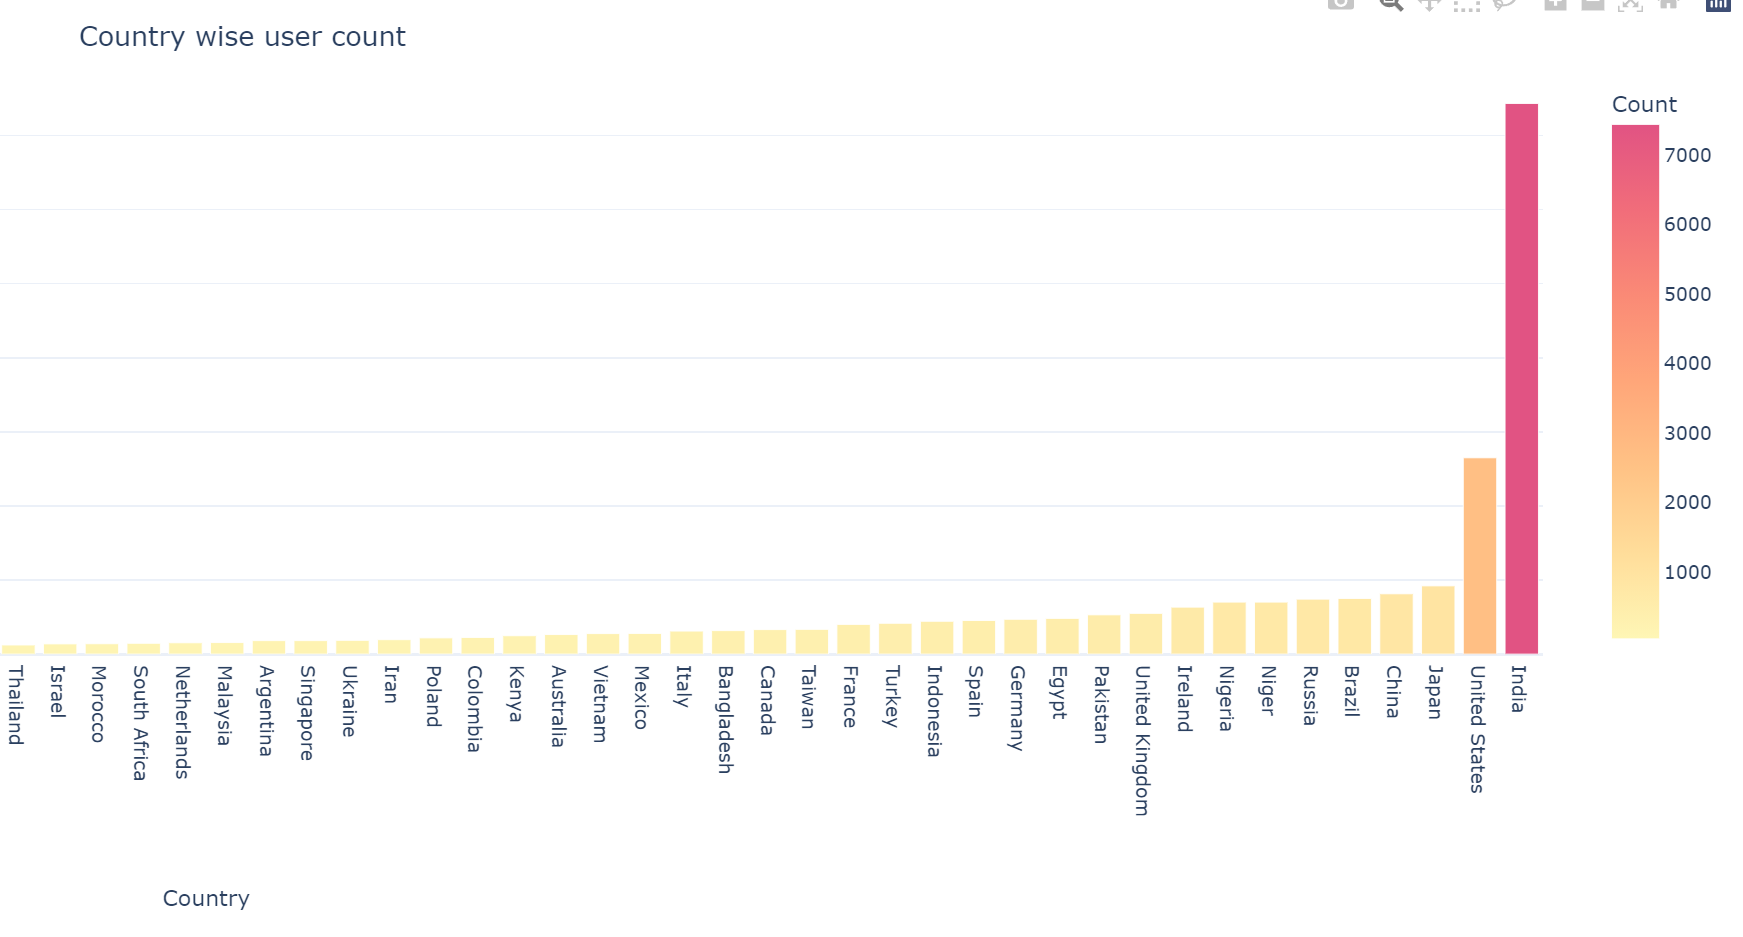 Country wise user count
Count
7000
6000
5000
4000
3000
2000
1000
Thailand
Israel
Morocco
South Africa
Netherlands
Malaysia
Argentina
Singapore
Ukraine
Iran
Poland
Colombia
Kenya
Australia
Vietnam
Mexico
Italy
Bangladesh
Canada
Taiwan
France
Turkey
Indonesia
Spain
Germany
Egypt
Pakistan
United Kingdom
Ireland
Nigeria
Niger
Russia
Brazil
China
Japan
United States
India
Country